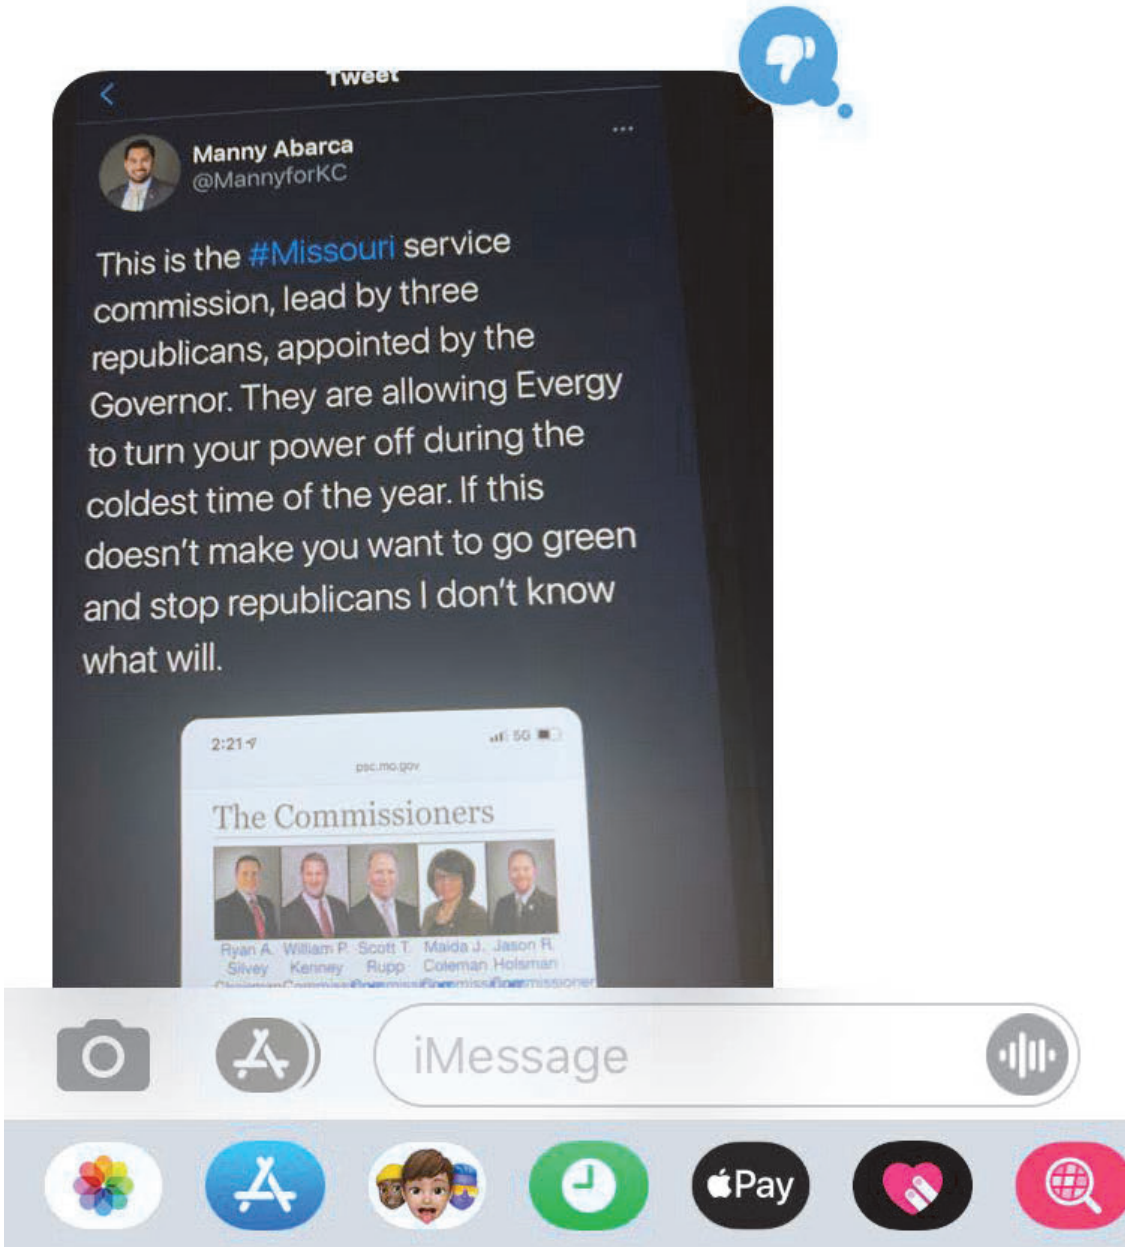 Tweet
Manny Abarca
@MannyforKC
This is the #Missouri service
commission, lead by three
republicans, appointed by the
Governor. They are allowing Evergy
to turn your power off during the
coldest time of the year. If this
doesn't make you want to go green
and stop republicans I don't know
what will.
2:21 5G
psc.mo.gov
The Commissioners
Ryan A. William P. Scott T. Maida J. Jason R.
Silvey Kenney Rupp Coleman Holsman
Chairman
iMessage
Pay